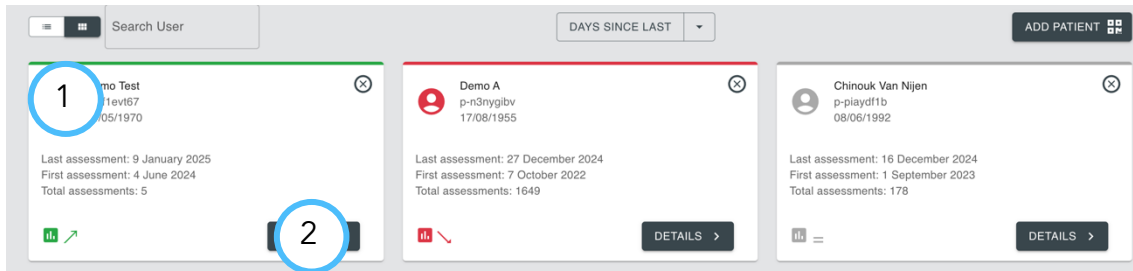 Search User
DAYS SINCE LAST
ADD PATIENT
1
mo Test
1evt67
/05/1970
Last assessment: 9 January 2025
First assessment: 4 June 2024
Total assessments: 5
2
Demo A
p-n3nygibv
17/08/1955
Last assessment: 27 December 2024
First assessment: 7 October 2022
Total assessments: 1649
DETAILS >
Chinouk Van Nijen
p-piaydf1b
08/06/1992
Last assessment: 16 December 2024
First assessment: 1 September 2023
Total assessments: 178
DETAILS >